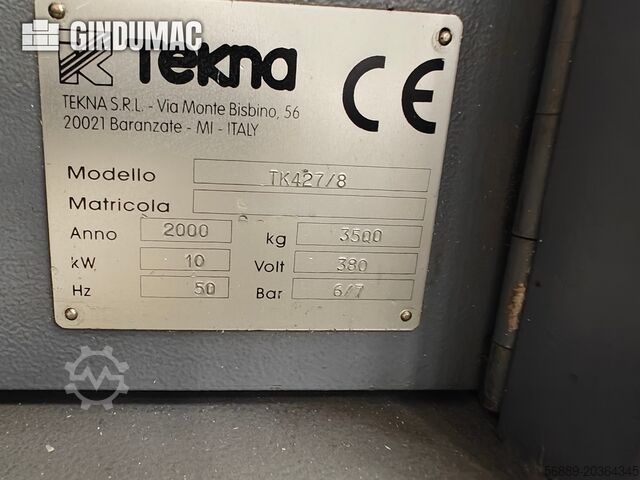 GINDUMAC
Tekna
CE
TEKNA S.R.L. - Via Monte Bisbino, 56
20021 Baranzate - MI - ITALY
Modello TK427/8
Matricola
Anno 2000 kg 3500
kW 10 Volt 380
Hz 50 Bar 6/7
56889-20364345